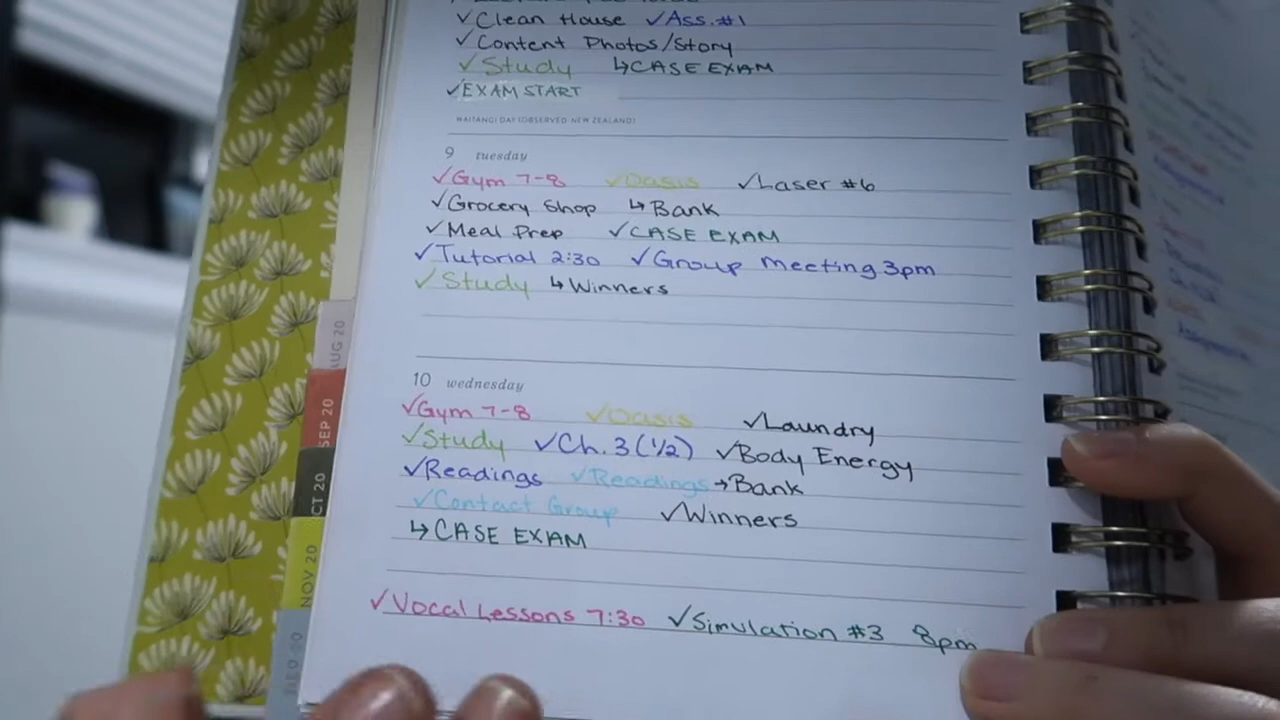 ✓Clean House ✓Ass.#1
✓Content Photos/Story
✓Study ↳CASE EXAM
✓EXAM START
WAITANGI DAY (OBSERVED NEW ZEALAND)
9 tuesday
✓Gym 7-8 ✓Oasis ✓Laser #6
✓Grocery Shop ↳Bank
✓Meal Prep ✓CASE EXAM
✓Tutorial 2:30 ✓Group Meeting 3pm
✓Study ↳Winners
10 wednesday
✓Gym 7-8 ✓Oasis ✓Laundry
✓Study ✓Ch. 3 (1/2) ✓Body Energy
✓Readings ✓Readings →Bank
✓Contact Group ✓Winners
↳CASE EXAM
✓Vocal Lessons 7:30 ✓Simulation #3 8pm
AUG 20
SEP 20
OCT 20
NOV 20